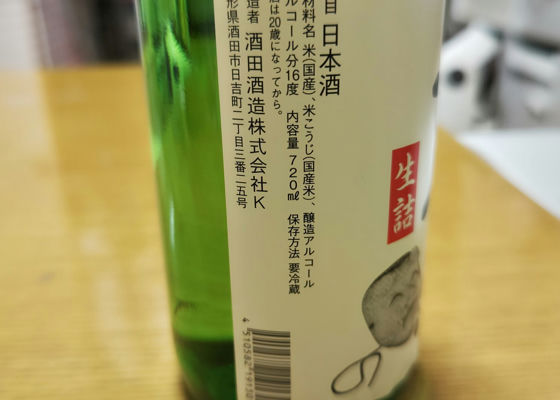 目 日本酒
材料名 米(国産)、米こうじ(国産米)、醸造アルコール
ルコール分16度 内容量 720㎖ 保存方法 要冷蔵
は20歳になってから。
造者 酒田酒造株式会社K
形県酒田市日吉町二丁目三番二五号
生詰